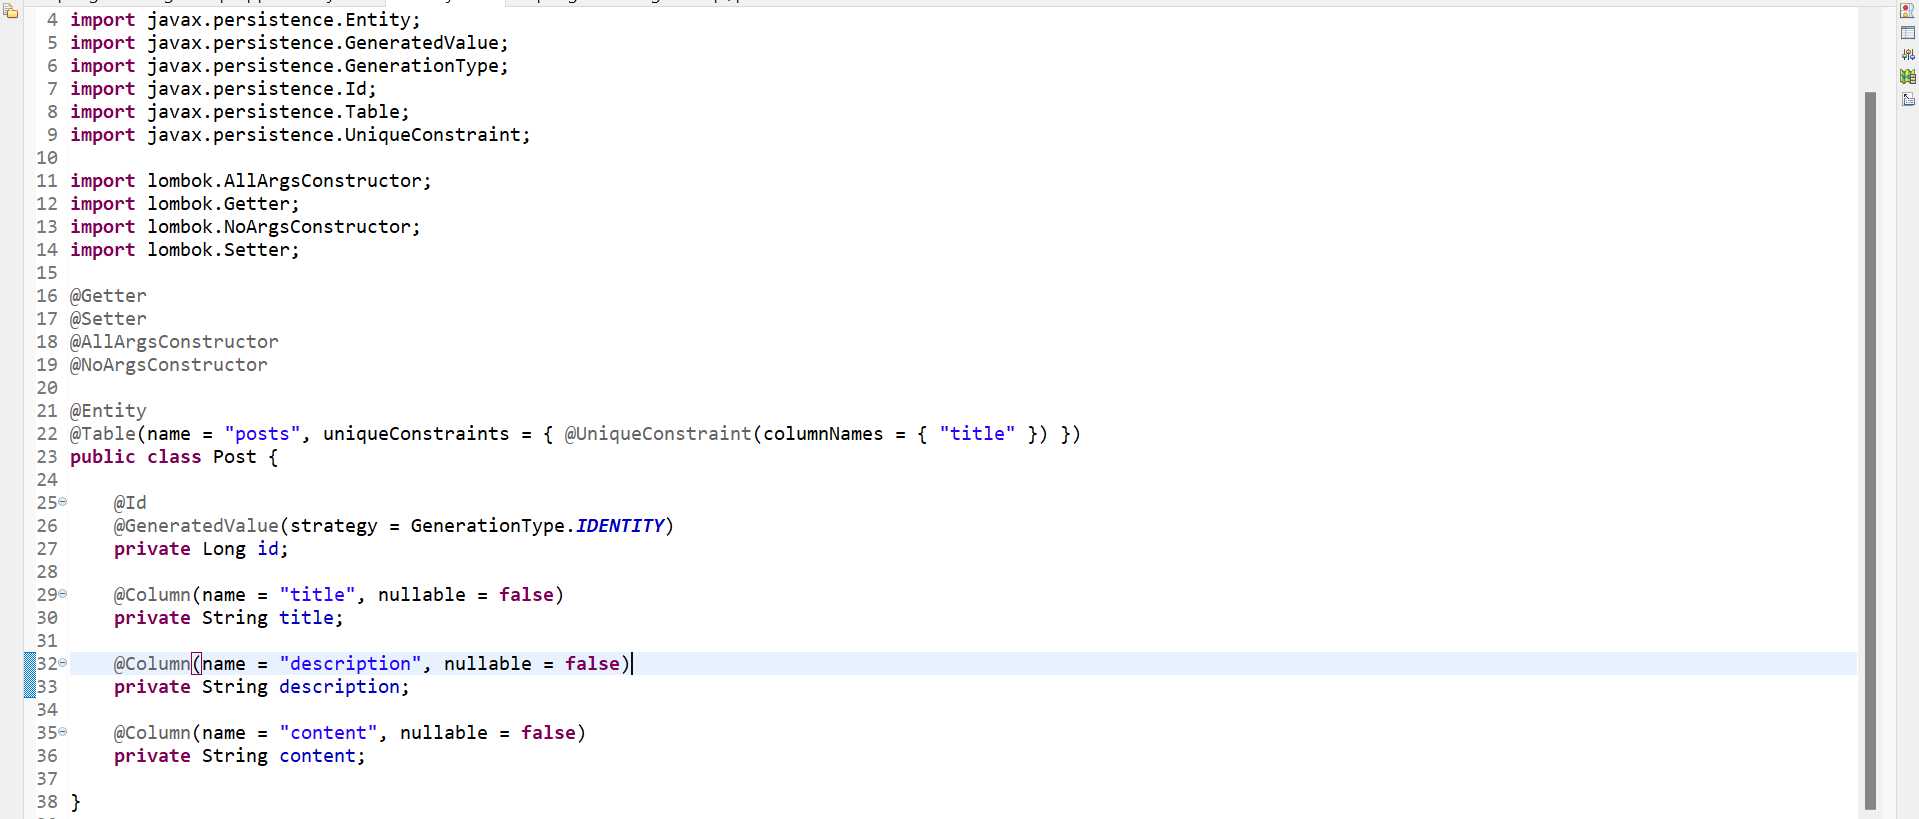 4 import javax.persistence.Entity;
5 import javax.persistence.GeneratedValue;
6 import javax.persistence.GenerationType;
7 import javax.persistence.Id;
8 import javax.persistence.Table;
9 import javax.persistence.UniqueConstraint;
10
11 import lombok.AllArgsConstructor;
12 import lombok.Getter;
13 import lombok.NoArgsConstructor;
14 import lombok.Setter;
15
16 @Getter
17 @Setter
18 @AllArgsConstructor
19 @NoArgsConstructor
20
21 @Entity
22 @Table(name = "posts", uniqueConstraints = { @UniqueConstraint(columnNames = { "title" }) })
23 public class Post {
24
25 @Id
26 @GeneratedValue(strategy = GenerationType.IDENTITY)
27 private Long id;
28
29 @Column(name = "title", nullable = false)
30 private String title;
31
32 @Column(name = "description", nullable = false)
33 private String description;
34
35 @Column(name = "content", nullable = false)
36 private String content;
37
38 }